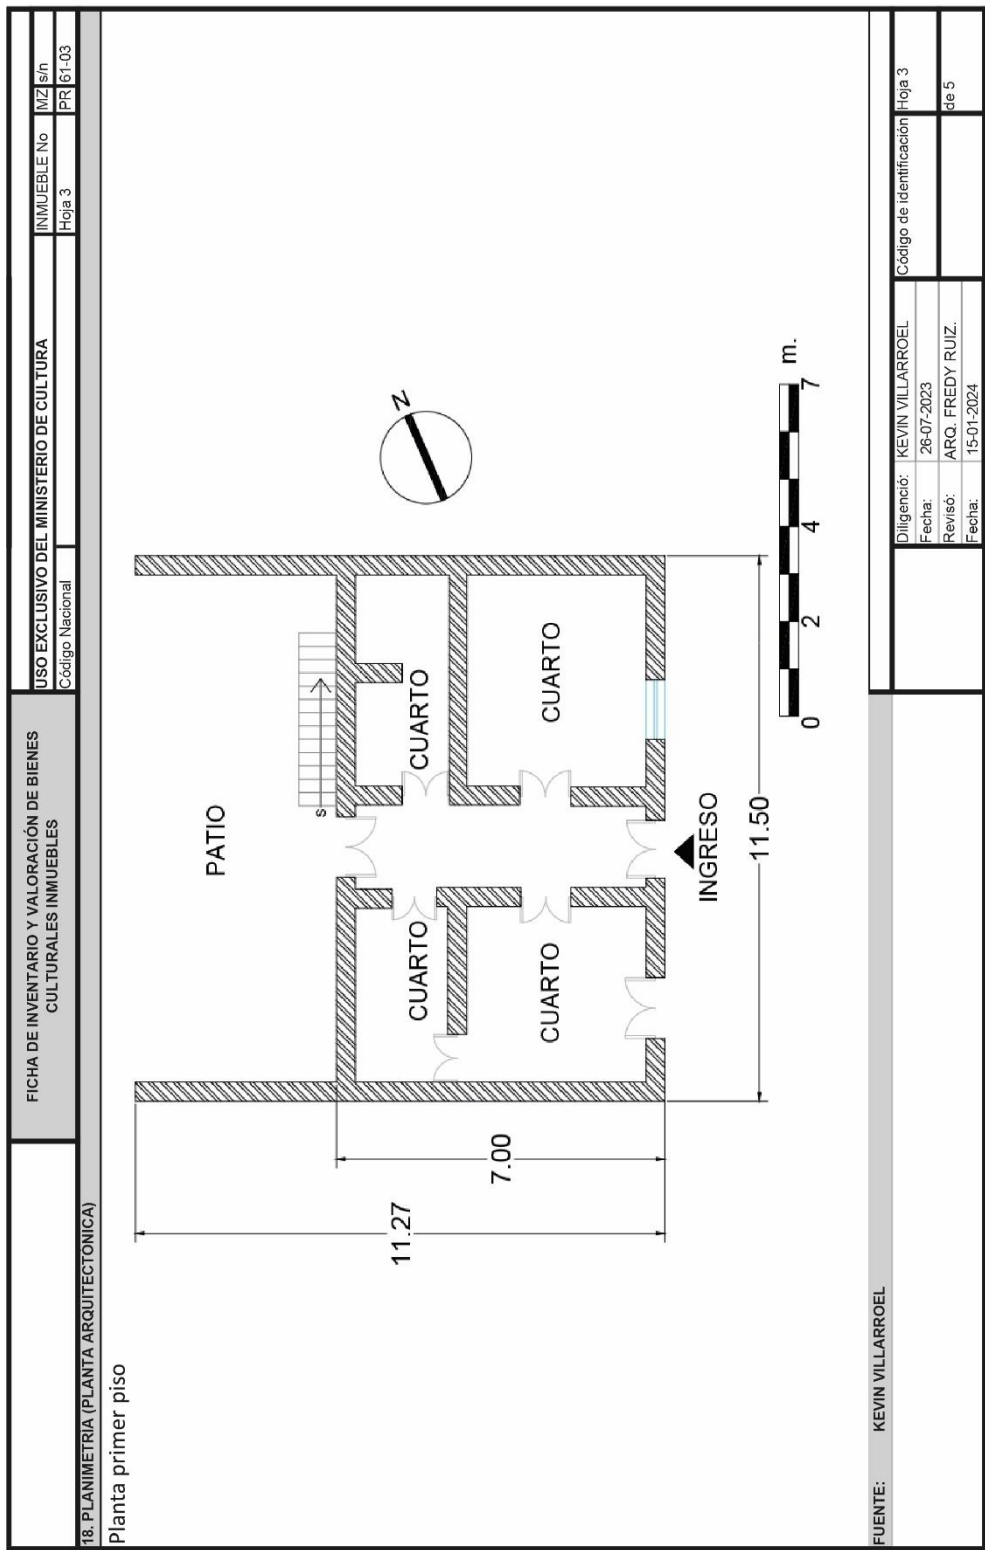 FICHA DE INVENTARIO Y VALORACIÓN DE BIENES
CULTURALES INMUEBLES
USO EXCLUSIVO DEL MINISTERIO DE CULTURA
INMUEBLE No
MZ
s/n
Código Nacional
Hoja 3
PR
61-03
18. PLANIMETRIA (PLANTA ARQUITECTÓNICA)
Planta primer piso
11.27
7.00
PATIO
S
CUARTO
CUARTO
CUARTO
CUARTO
INGRESO
11.50
N
0
2
4
7
m.
FUENTE:
KEVIN VILLARROEL
Diligenció:
KEVIN VILLARROEL
Código de identificación
Hoja 3
Fecha:
26-07-2023
Revisó:
ARQ. FREDY RUIZ.
de 5
Fecha:
15-01-2024